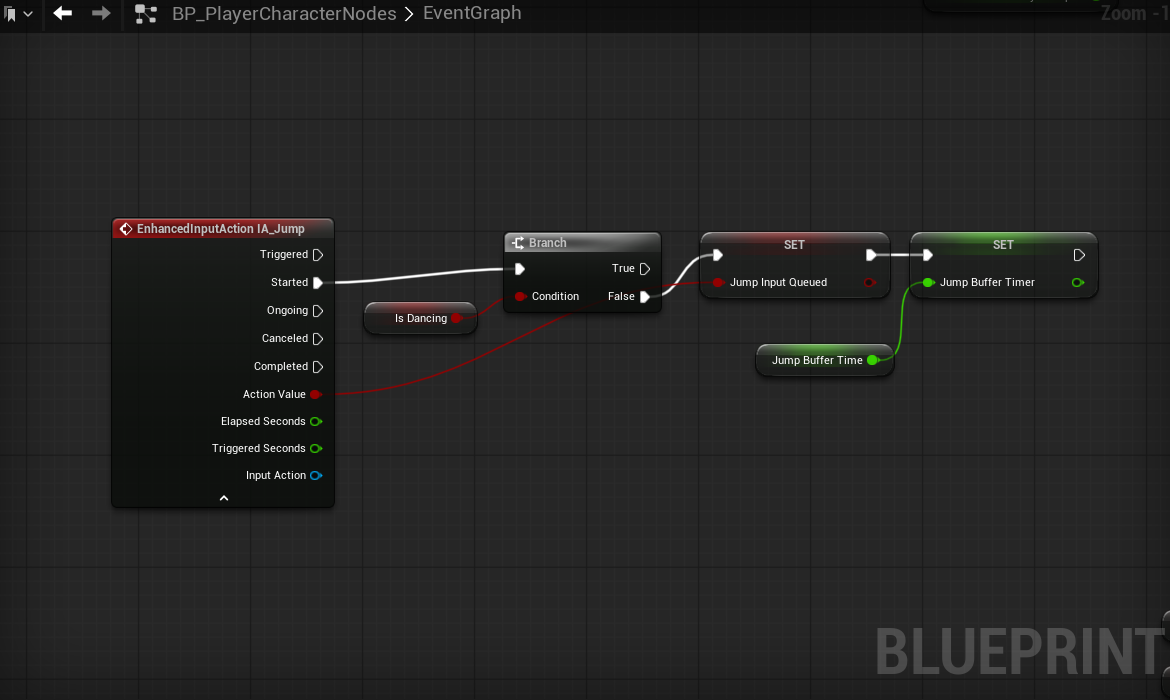 BP_PlayerCharacterNodes > EventGraph
Zoom -1
EnhancedInputAction IA_Jump
Triggered
Started
Ongoing
Canceled
Completed
Action Value
Elapsed Seconds
Triggered Seconds
Input Action
Is Dancing
Branch
True
Condition
False
SET
Jump Input Queued
SET
Jump Buffer Timer
Jump Buffer Time
BLUEPRINT